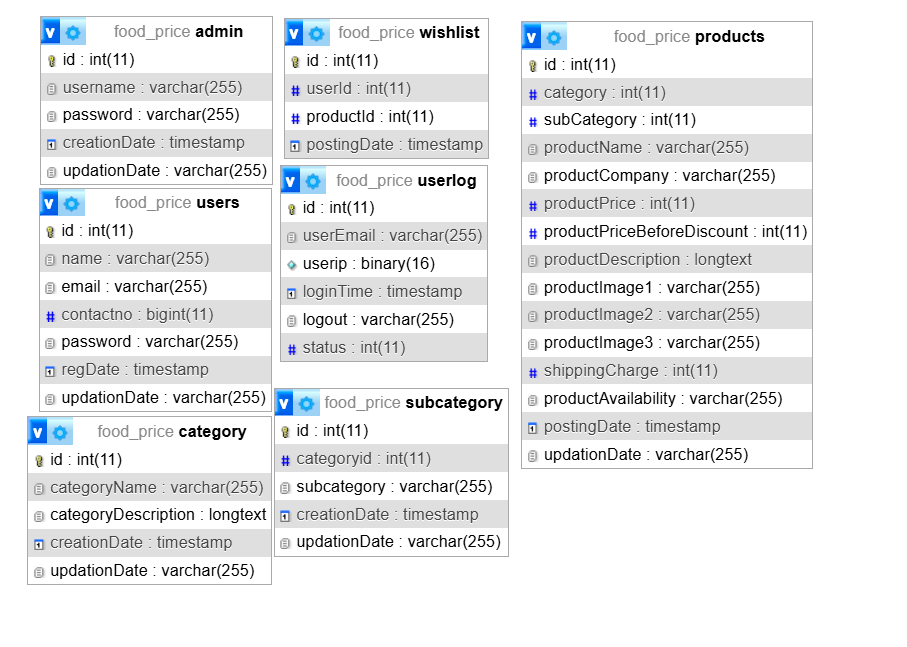 food_price admin
id : int(11)
username : varchar(255)
password : varchar(255)
creationDate : timestamp
updationDate : varchar(255)
food_price users
id : int(11)
name : varchar(255)
email : varchar(255)
contactno : bigint(11)
password : varchar(255)
regDate : timestamp
updationDate : varchar(255)
food_price category
id : int(11)
categoryName : varchar(255)
categoryDescription : longtext
creationDate : timestamp
updationDate : varchar(255)
food_price wishlist
id : int(11)
userId : int(11)
productId : int(11)
postingDate : timestamp
food_price userlog
id : int(11)
userEmail : varchar(255)
userip : binary(16)
loginTime : timestamp
logout : varchar(255)
status : int(11)
food_price subcategory
id : int(11)
categoryid : int(11)
subcategory : varchar(255)
creationDate : timestamp
updationDate : varchar(255)
food_price products
id : int(11)
category : int(11)
subCategory : int(11)
productName : varchar(255)
productCompany : varchar(255)
productPrice : int(11)
productPriceBeforeDiscount : int(11)
productDescription : longtext
productImage1 : varchar(255)
productImage2 : varchar(255)
productImage3 : varchar(255)
shippingCharge : int(11)
productAvailability : varchar(255)
postingDate : timestamp
updationDate : varchar(255)